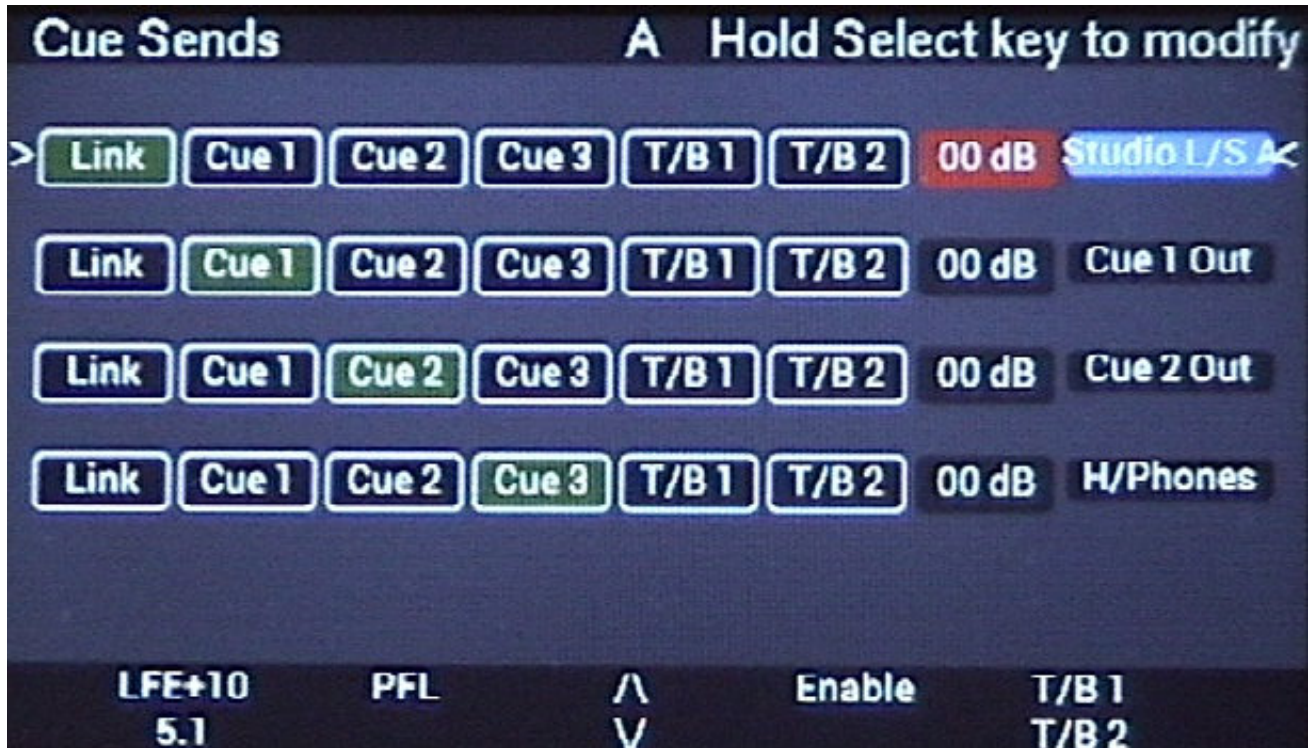 Cue Sends A Hold Select key to modify
> Link Cue 1 Cue 2 Cue 3 T/B 1 T/B 2 00 dB Studio L/S A<
Link Cue 1 Cue 2 Cue 3 T/B 1 T/B 2 00 dB Cue 1 Out
Link Cue 1 Cue 2 Cue 3 T/B 1 T/B 2 00 dB Cue 2 Out
Link Cue 1 Cue 2 Cue 3 T/B 1 T/B 2 00 dB H/Phones
LFE+10 PFL /\ Enable T/B 1
5.1 \/ T/B 2